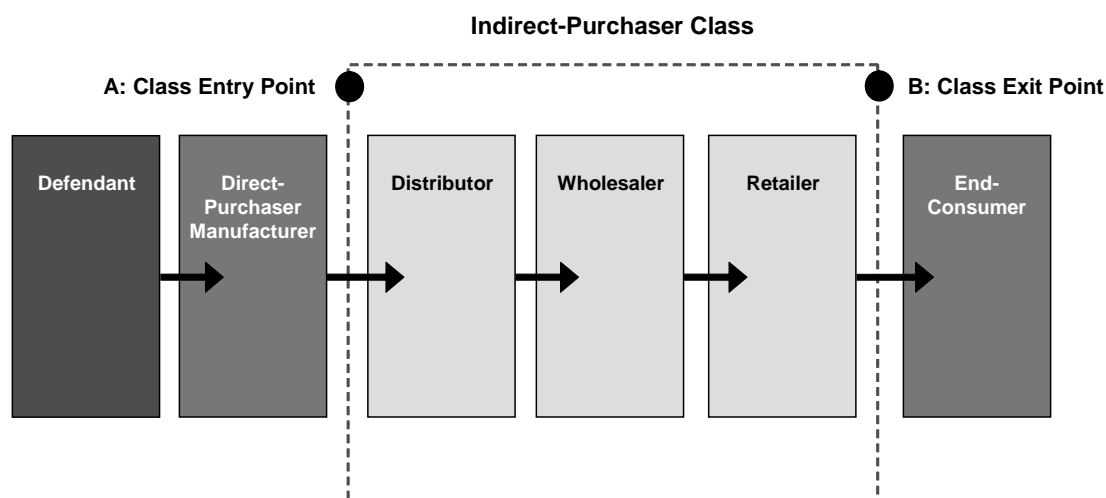 Indirect-Purchaser Class
A: Class Entry Point
B: Class Exit Point
Defendant
Direct-
Purchaser
Manufacturer
Distributor
Wholesaler
Retailer
End-
Consumer